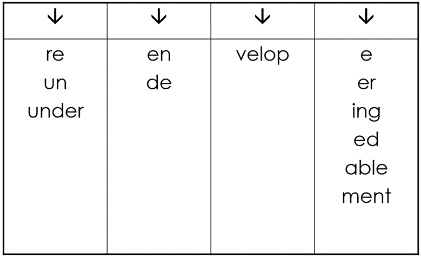 ↓ ↓ ↓ ↓
re en velop e
un de er
under ing
ed
able
ment